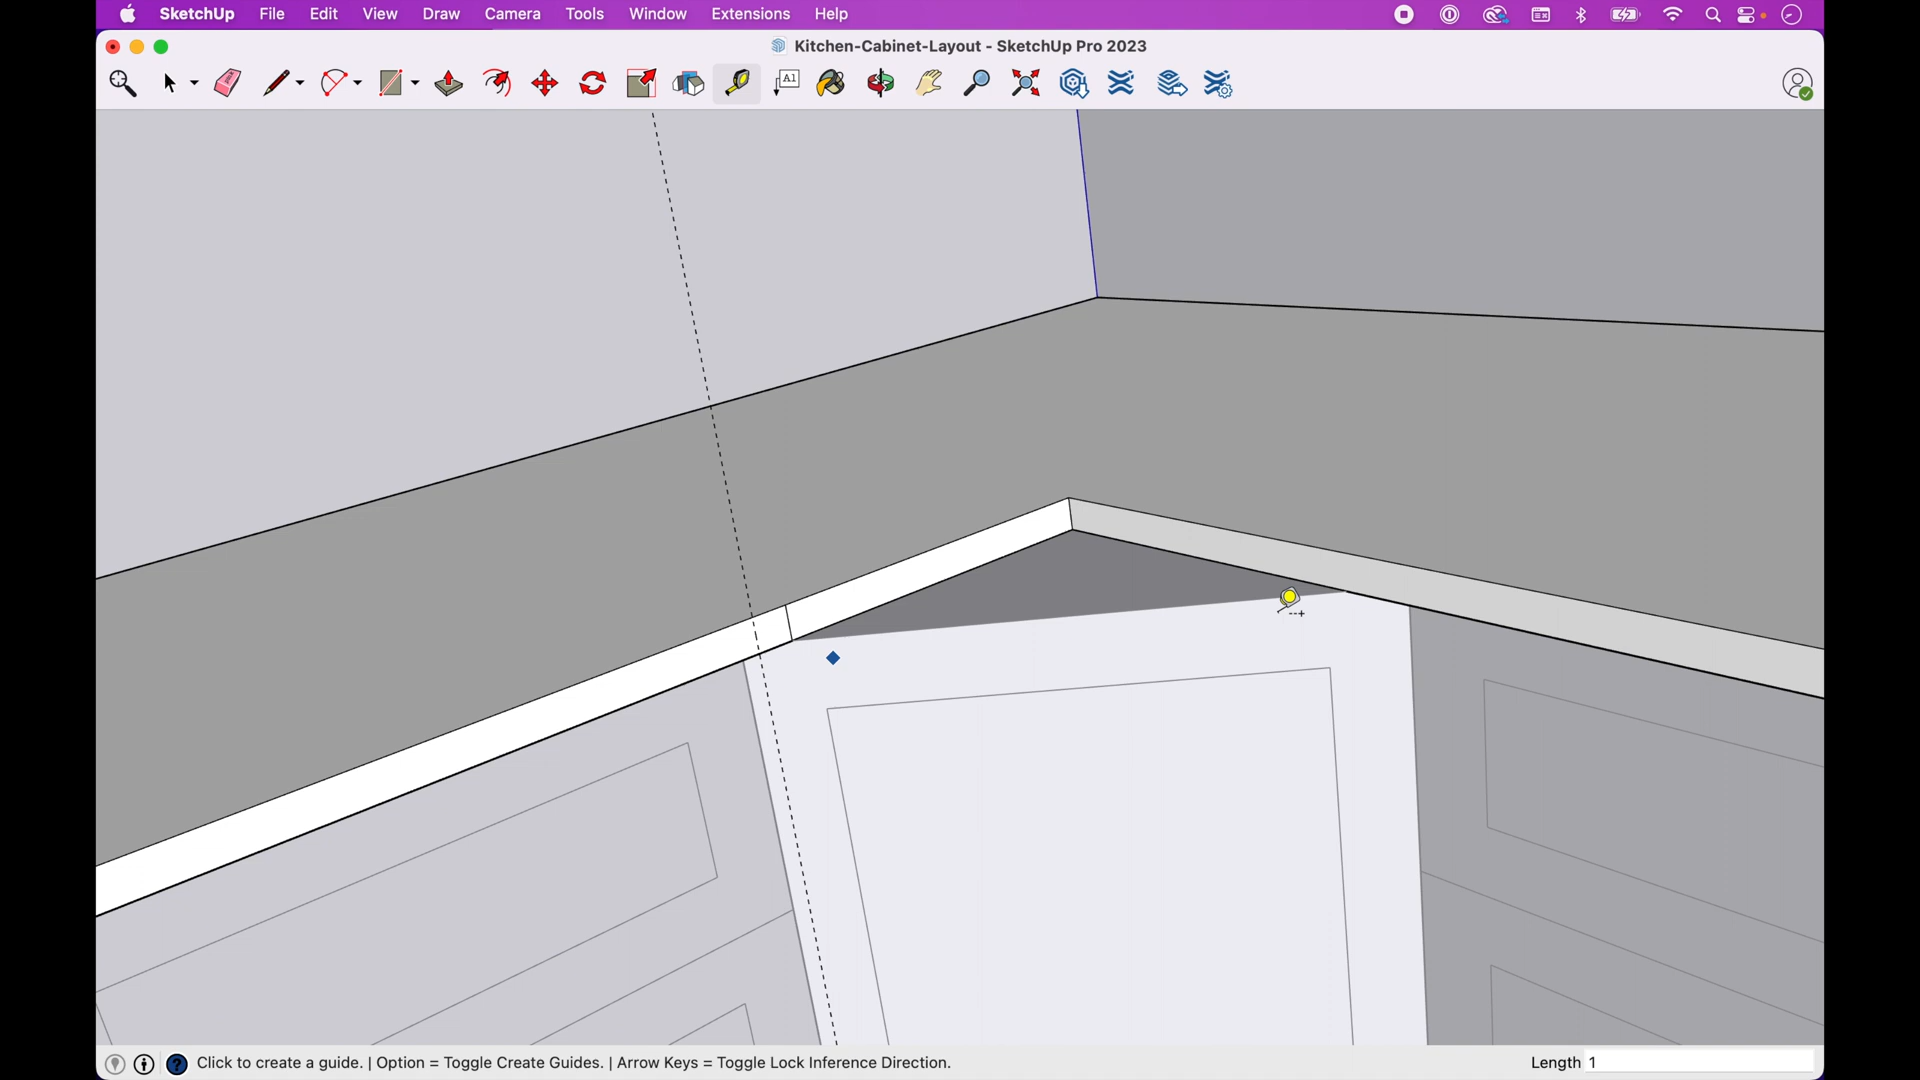 SketchUp File Edit View Draw Camera Tools Window Extensions Help
Kitchen-Cabinet-Layout - SketchUp Pro 2023
A1
Click to create a guide. | Option = Toggle Create Guides. | Arrow Keys = Toggle Lock Inference Direction.
Length 1